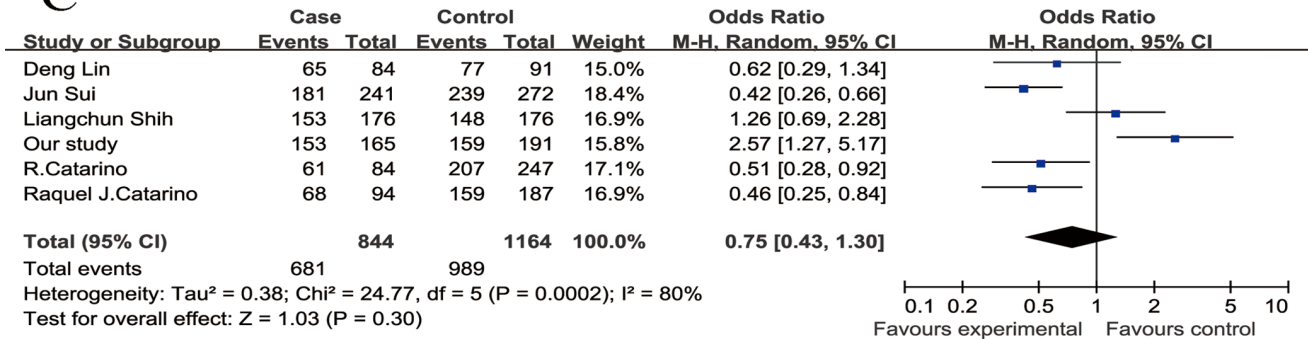 C
Case Control Odds Ratio Odds Ratio
Study or Subgroup Events Total Events Total Weight M-H, Random, 95% CI M-H, Random, 95% CI
Deng Lin 65 84 77 91 15.0% 0.62 [0.29, 1.34]
Jun Sui 181 241 239 272 18.4% 0.42 [0.26, 0.66]
Liangchun Shih 153 176 148 176 16.9% 1.26 [0.69, 2.28]
Our study 153 165 159 191 15.8% 2.57 [1.27, 5.17]
R.Catarino 61 84 207 247 17.1% 0.51 [0.28, 0.92]
Raquel J.Catarino 68 94 159 187 16.9% 0.46 [0.25, 0.84]
Total (95% CI) 844 1164 100.0% 0.75 [0.43, 1.30]
Total events 681 989
Heterogeneity: Tau² = 0.38; Chi² = 24.77, df = 5 (P = 0.0002); I² = 80%
Test for overall effect: Z = 1.03 (P = 0.30)
0.1 0.2 0.5 1 2 5 10
Favours experimental Favours control